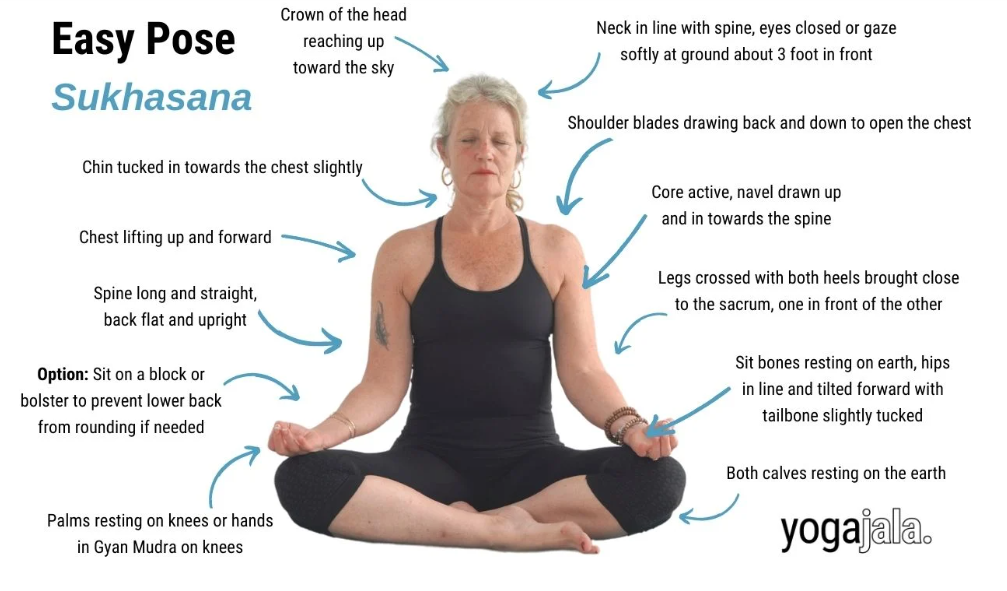 Easy Pose
Sukhasana
Crown of the head
reaching up
toward the sky
Neck in line with spine, eyes closed or gaze
softly at ground about 3 foot in front
Shoulder blades drawing back and down to open the chest
Chin tucked in towards the chest slightly
Core active, navel drawn up
and in towards the spine
Chest lifting up and forward
Legs crossed with both heels brought close
to the sacrum, one in front of the other
Spine long and straight,
back flat and upright
Sit bones resting on earth, hips
in line and tilted forward with
tailbone slightly tucked
Option: Sit on a block or
bolster to prevent lower back
from rounding if needed
Both calves resting on the earth
Palms resting on knees or hands
in Gyan Mudra on knees
yogajala.